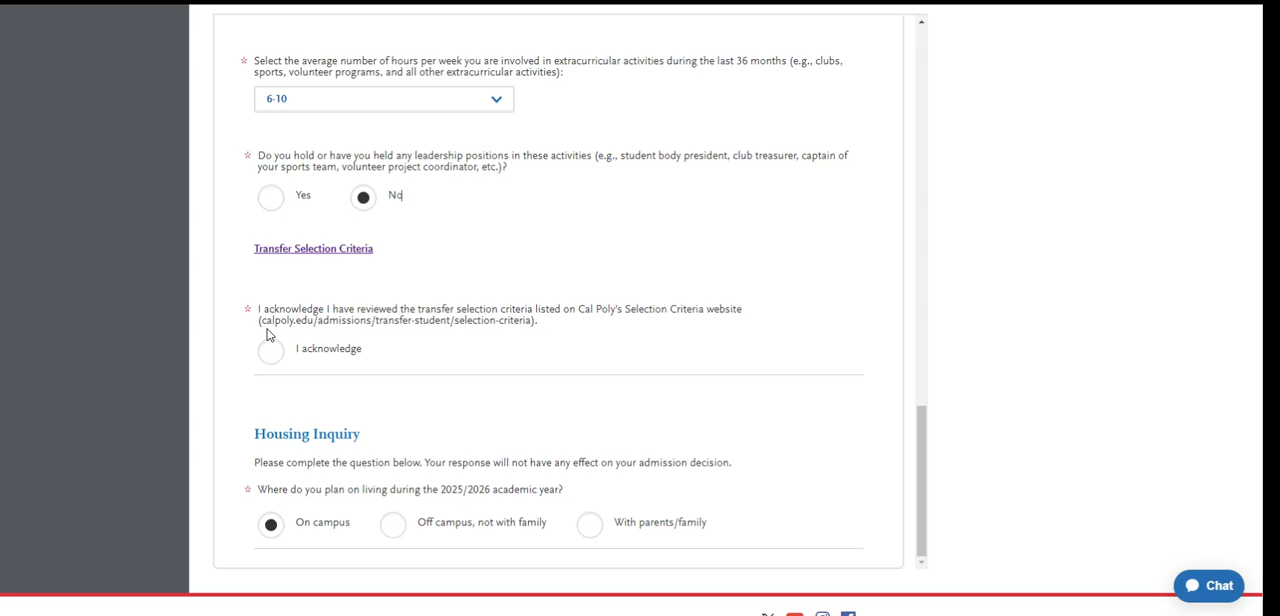 ☆ Select the average number of hours per week you are involved in extracurricular activities during the last 36 months (e.g., clubs,
sports, volunteer programs, and all other extracurricular activities):
6-10
☆ Do you hold or have you held any leadership positions in these activities (e.g., student body president, club treasurer, captain of
your sports team, volunteer project coordinator, etc.)?
Yes No
Transfer Selection Criteria
☆ I acknowledge I have reviewed the transfer selection criteria listed on Cal Poly's Selection Criteria website
(calpoly.edu/admissions/transfer-student/selection-criteria).
I acknowledge
Housing Inquiry
Please complete the question below. Your response will not have any effect on your admission decision.
☆ Where do you plan on living during the 2025/2026 academic year?
On campus Off campus, not with family With parents/family
Chat